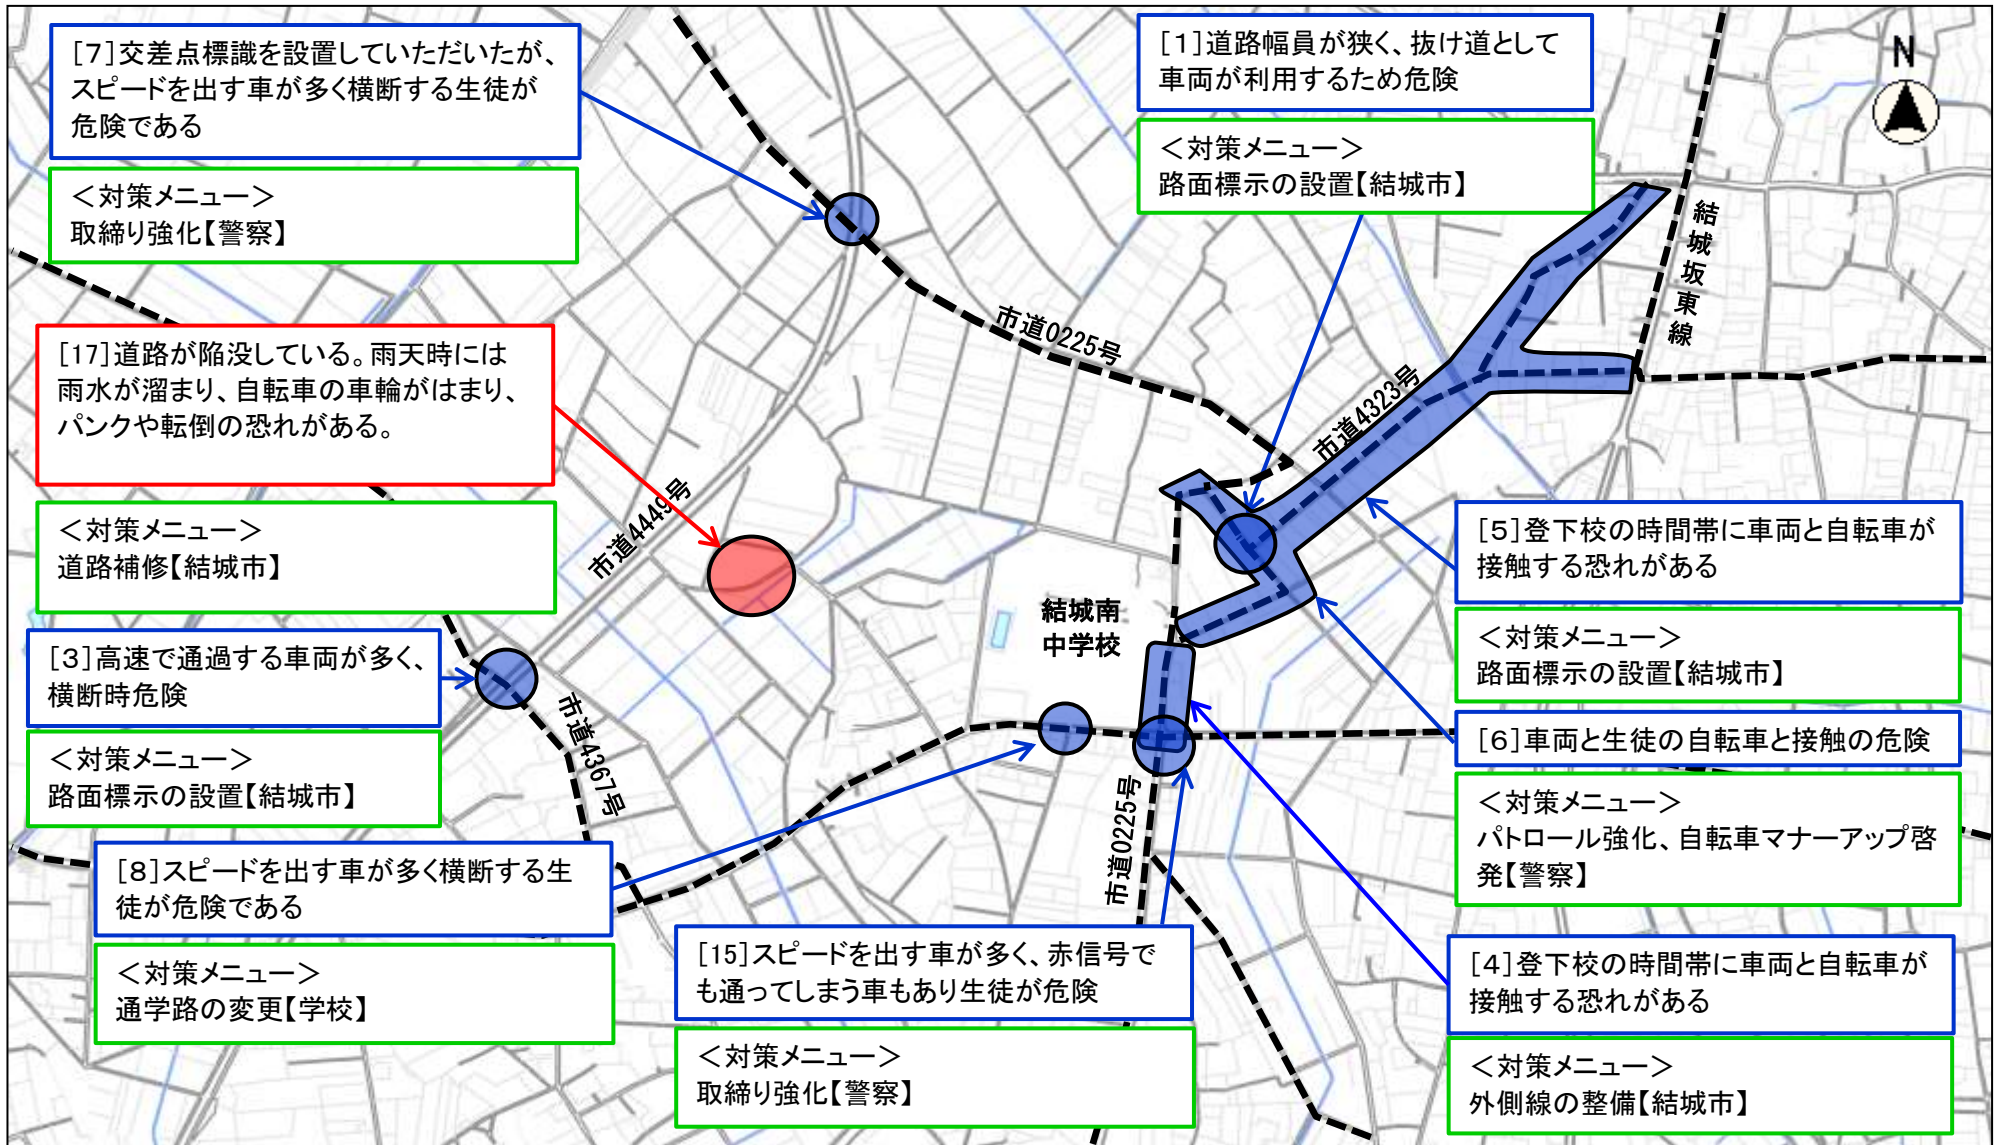 [7]交差点標識を設置していただいたが、
スピードを出す車が多く横断する生徒が
危険である
＜対策メニュー＞
取締り強化【警察】
[1]道路幅員が狭く、抜け道として
車両が利用するため危険
＜対策メニュー＞
路面標示の設置【結城市】
N
結城坂東線
市道0225号
市道4323号
[17]道路が陥没している。雨天時には
雨水が溜まり、自転車の車輪がはまり、
パンクや転倒の恐れがある。
＜対策メニュー＞
道路補修【結城市】
市道4449号
[5]登下校の時間帯に車両と自転車が
接触する恐れがある
＜対策メニュー＞
路面標示の設置【結城市】
結城南
中学校
[3]高速で通過する車両が多く、
横断時危険
＜対策メニュー＞
路面標示の設置【結城市】
市道4367号
[6]車両と生徒の自転車と接触の危険
＜対策メニュー＞
パトロール強化、自転車マナーアップ啓
発【警察】
市道0225号
[8]スピードを出す車が多く横断する生
徒が危険である
＜対策メニュー＞
通学路の変更【学校】
[15]スピードを出す車が多く、赤信号で
も通ってしまう車もあり生徒が危険
＜対策メニュー＞
取締り強化【警察】
[4]登下校の時間帯に車両と自転車が
接触する恐れがある
＜対策メニュー＞
外側線の整備【結城市】